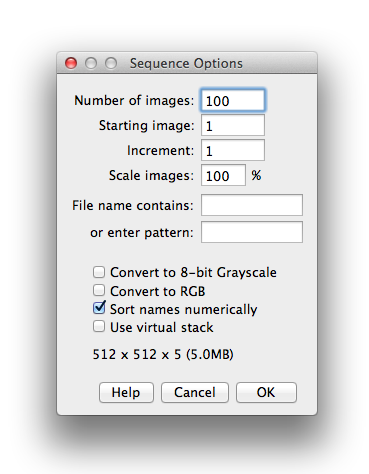 Sequence Options
Number of images: 100
Starting image: 1
Increment: 1
Scale images: 100 %
File name contains:
or enter pattern:
Convert to 8-bit Grayscale
Convert to RGB
Sort names numerically
Use virtual stack
512 x 512 x 5 (5.0MB)
Help Cancel OK